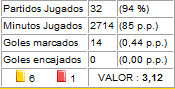 Partidos Jugados 32 (94 %)
Minutos Jugados 2714 (85 p.p.)
Goles marcados 14 (0,44 p.p.)
Goles encajados 0 (0,00 p.p.)
6 1 VALOR : 3,12